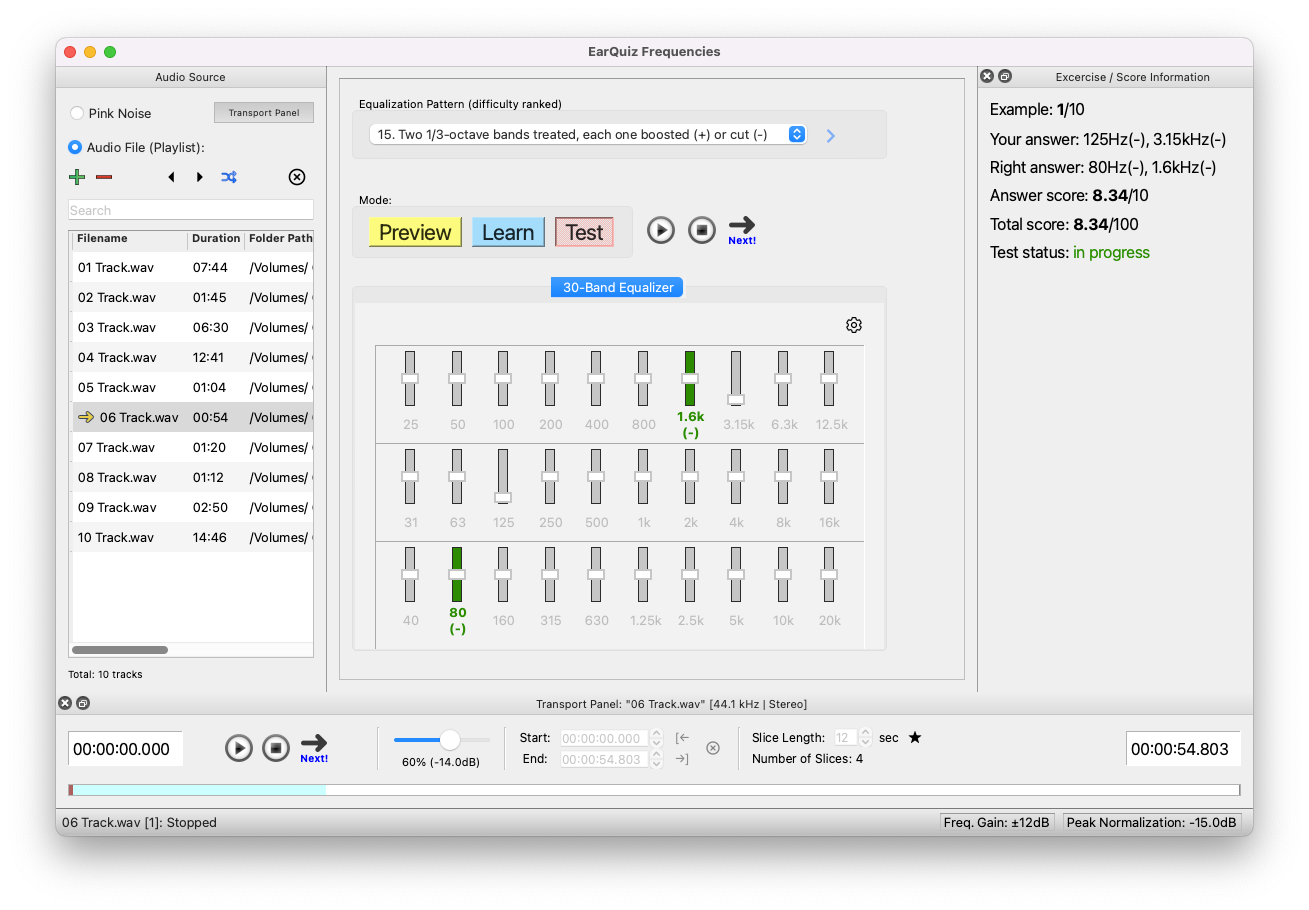 EarQuiz Frequencies
Audio Source
Pink Noise
Transport Panel
Audio File (Playlist):
Search
Filename Duration Folder Path
01 Track.wav 07:44 /Volumes/
02 Track.wav 01:45 /Volumes/
03 Track.wav 06:30 /Volumes/
04 Track.wav 12:41 /Volumes/
05 Track.wav 01:04 /Volumes/
06 Track.wav 00:54 /Volumes/
07 Track.wav 01:20 /Volumes/
08 Track.wav 01:12 /Volumes/
09 Track.wav 02:50 /Volumes/
10 Track.wav 14:46 /Volumes/
Total: 10 tracks
Equalization Pattern (difficulty ranked)
15. Two 1/3-octave bands treated, each one boosted (+) or cut (-)
Mode:
Preview Learn Test
Next!
30-Band Equalizer
25 50 100 200 400 800 1.6k 3.15k 6.3k 12.5k
(-)
31 63 125 250 500 1k 2k 4k 8k 16k
40 80 160 315 630 1.25k 2.5k 5k 10k 20k
(-)
Excercise / Score Information
Example: 1/10
Your answer: 125Hz(-), 3.15kHz(-)
Right answer: 80Hz(-), 1.6kHz(-)
Answer score: 8.34/10
Total score: 8.34/100
Test status: in progress
Transport Panel: "06 Track.wav" [44.1 kHz | Stereo]
00:00:00.000
Next!
60% (-14.0dB)
Start: 00:00:00.000
End: 00:00:54.803
Slice Length: 12 sec
Number of Slices: 4
00:00:54.803
06 Track.wav [1]: Stopped
Freq. Gain: ±12dB
Peak Normalization: -15.0dB